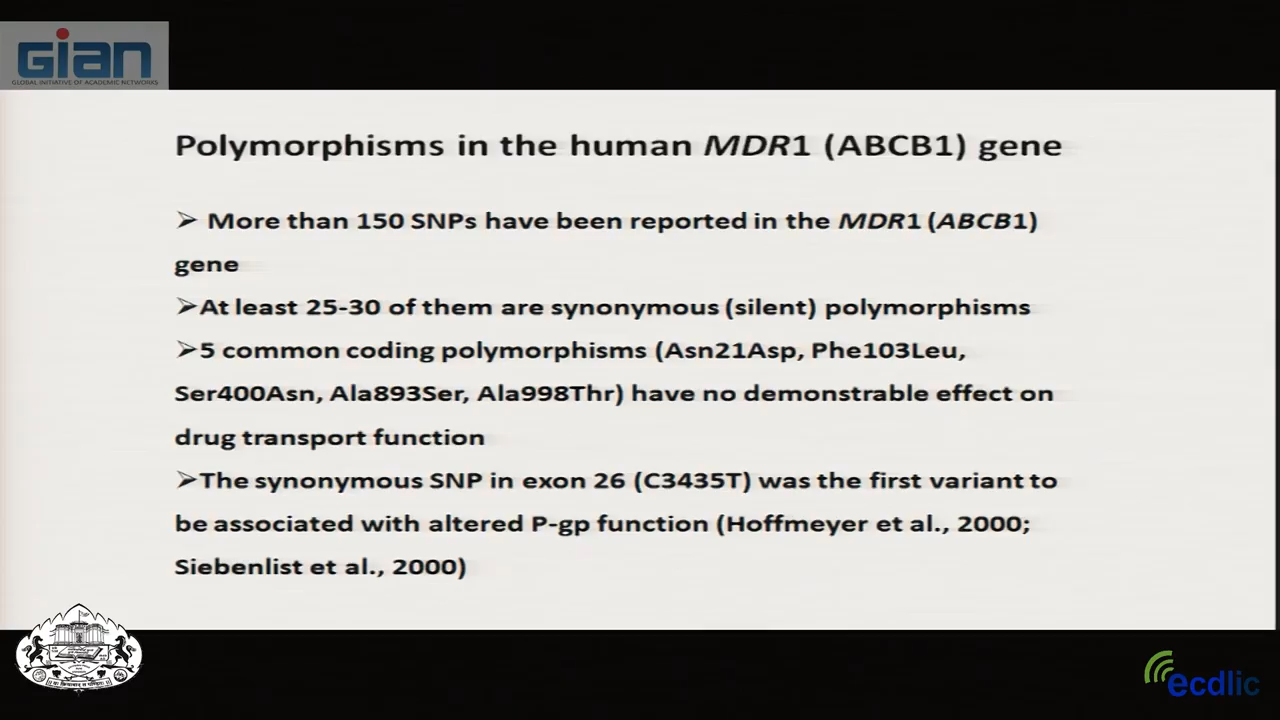 GIAN
GLOBAL INITIATIVE OF ACADEMIC NETWORKS
Polymorphisms in the human MDR1 (ABCB1) gene
➢ More than 150 SNPs have been reported in the MDR1 (ABCB1)
gene
➢At least 25-30 of them are synonymous (silent) polymorphisms
➢5 common coding polymorphisms (Asn21Asp, Phe103Leu,
Ser400Asn, Ala893Ser, Ala998Thr) have no demonstrable effect on
drug transport function
➢The synonymous SNP in exon 26 (C3435T) was the first variant to
be associated with altered P-gp function (Hoffmeyer et al., 2000;
Siebenlist et al., 2000)
ecdlic